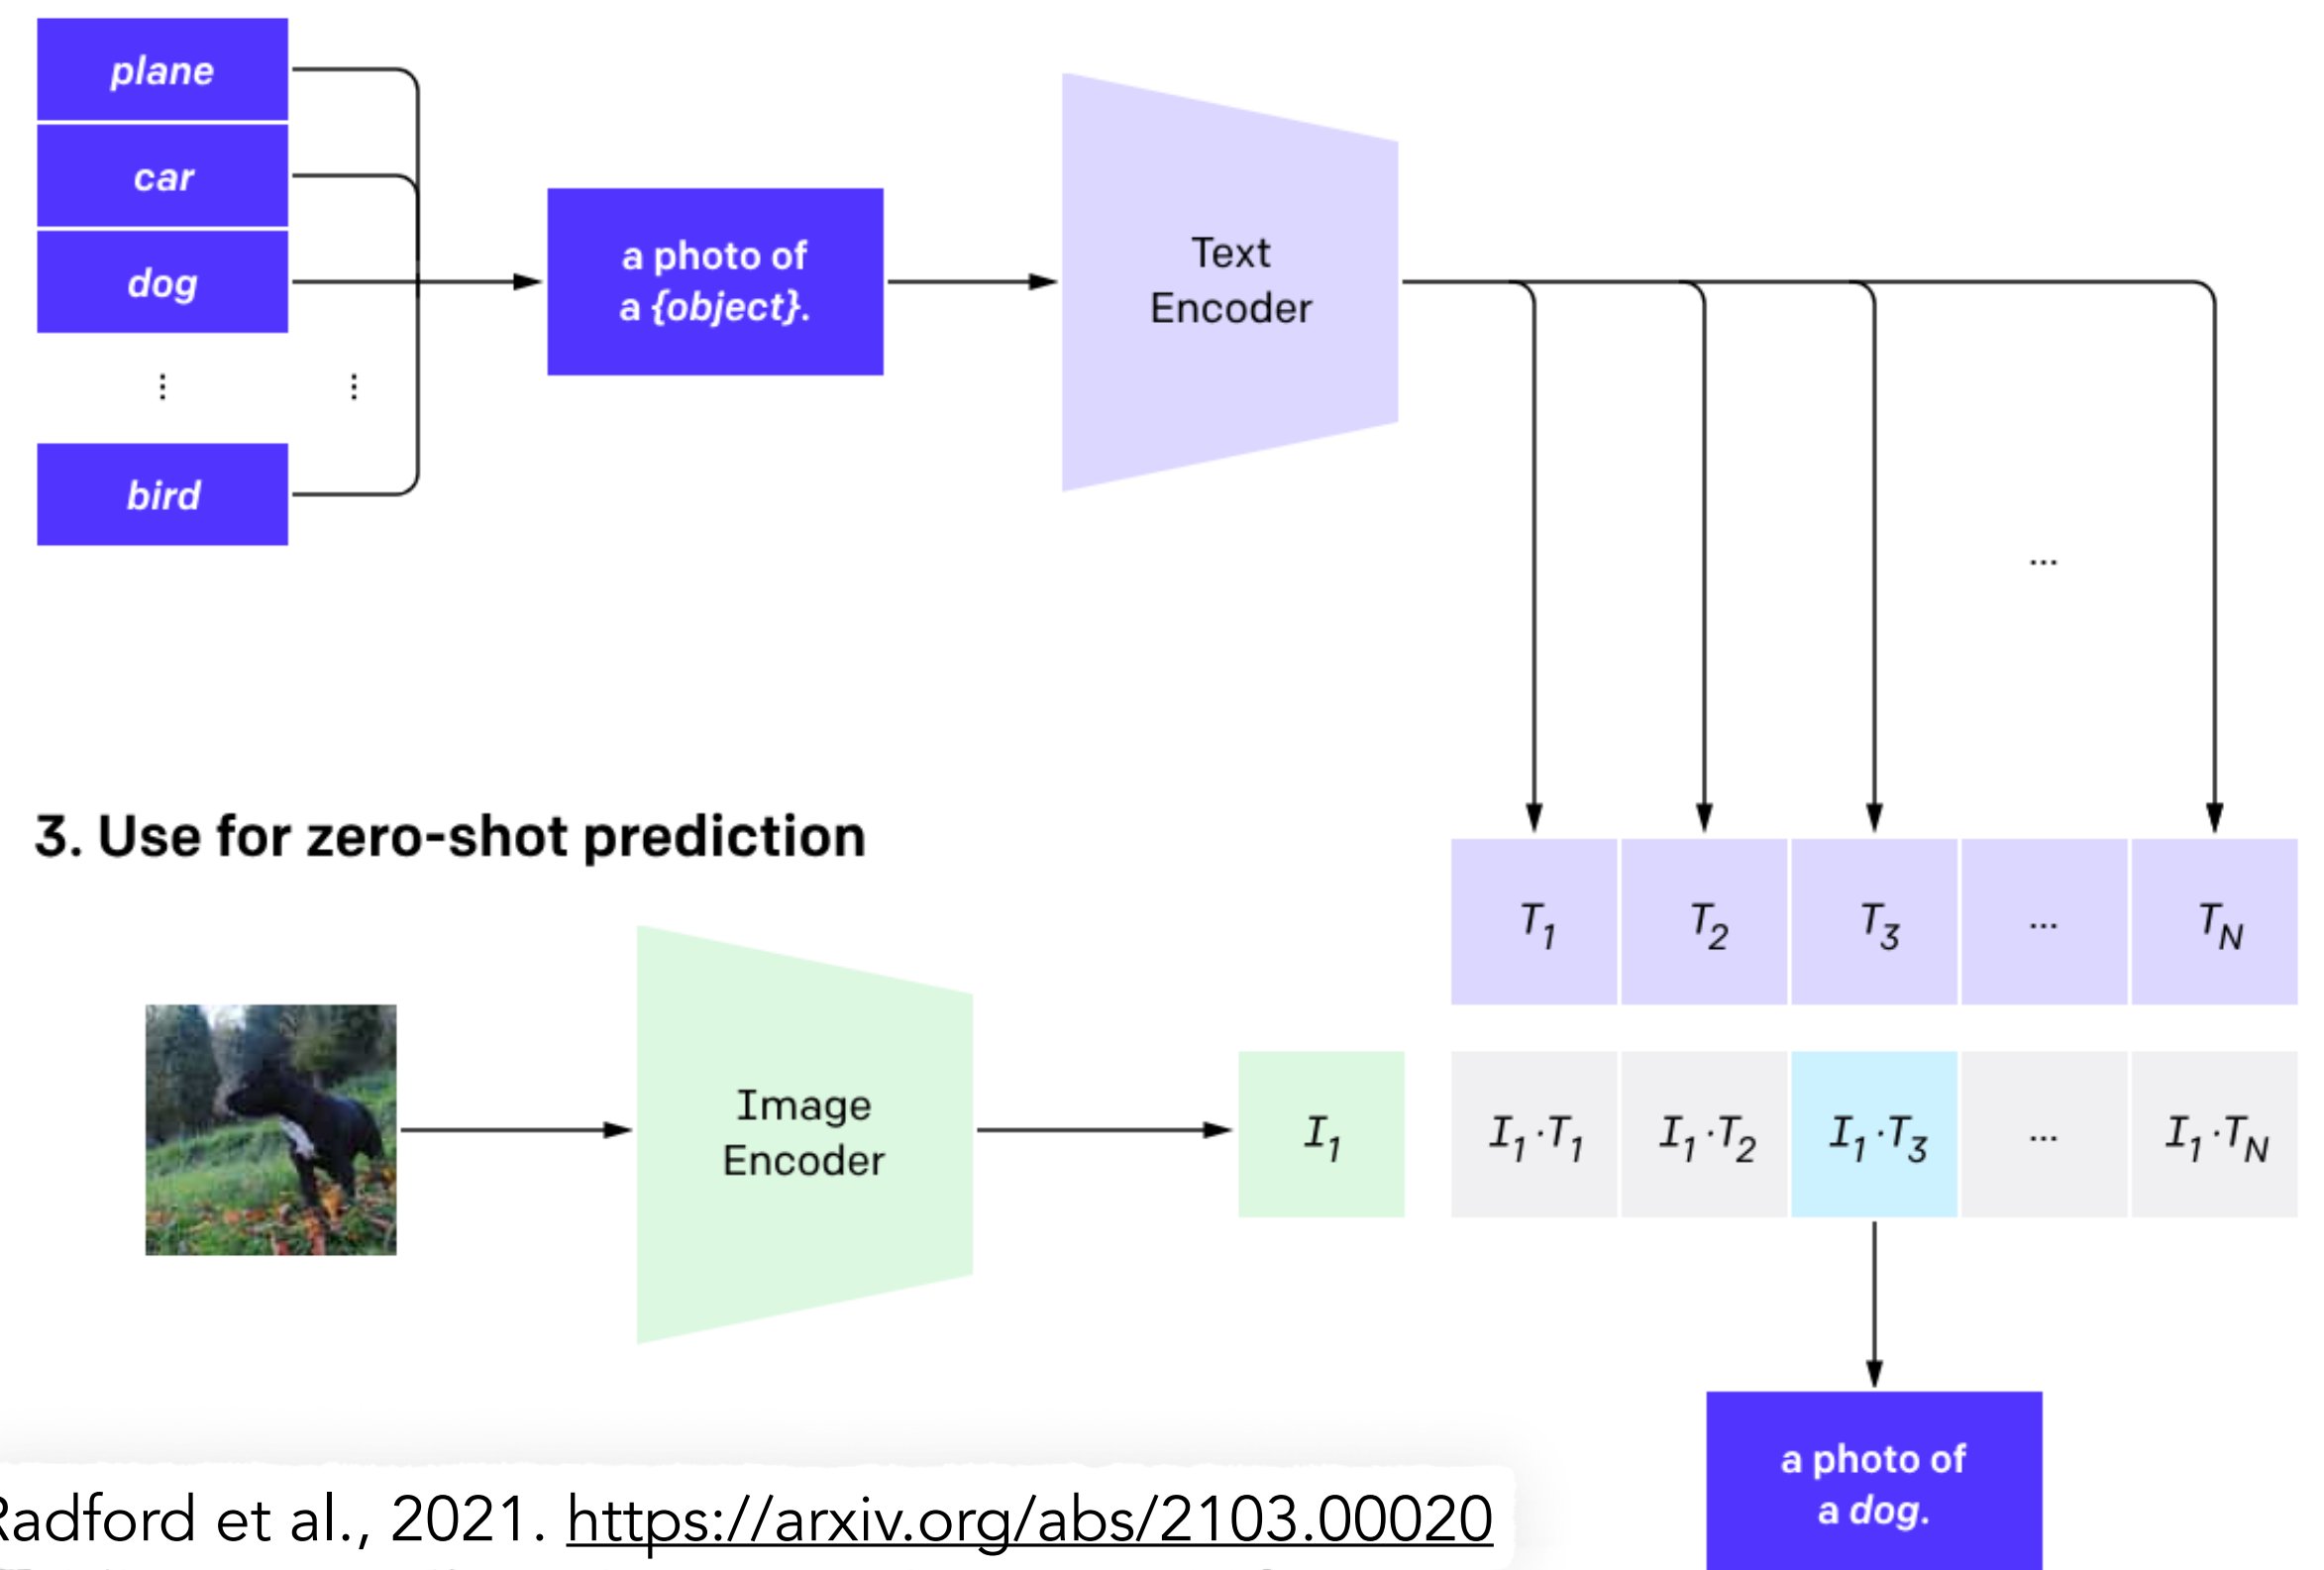 plane
car
dog
bird
a photo of
a {object}.
Text
Encoder
...
3. Use for zero-shot prediction
T1 T2 T3 ... TN
Image
Encoder
I1 I1·T1 I1·T2 I1·T3 ... I1·TN
a photo of
a dog.
Radford et al., 2021. https://arxiv.org/abs/2103.00020